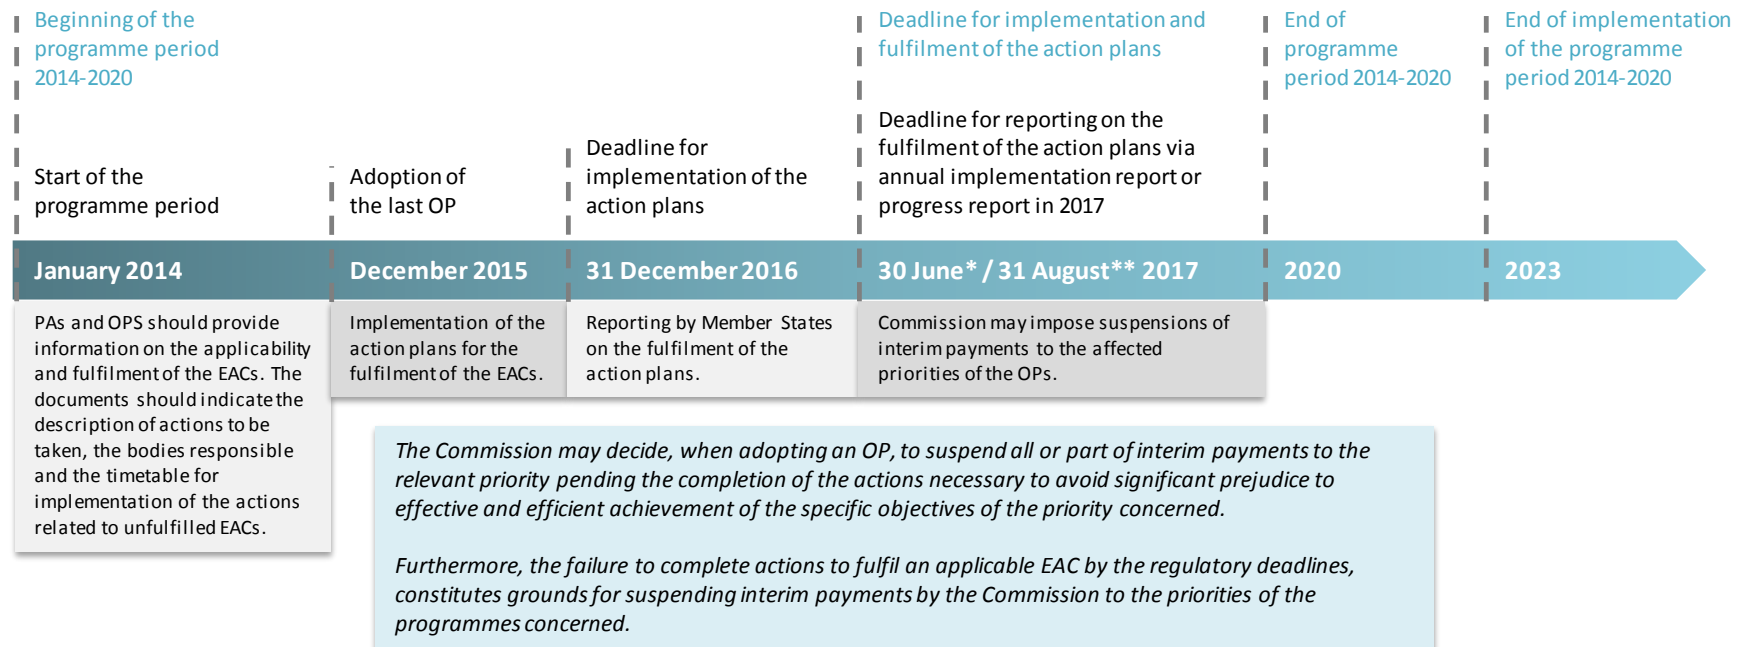 Beginning of the
programme period
2014-2020
Deadline for implementation and
fulfilment of the action plans
End of
programme
period 2014-2020
End of implementation
of the programme
period 2014-2020
Start of the
programme period
Adoption of
the last OP
Deadline for
implementation of the
action plans
Deadline for reporting on the
fulfilment of the action plans via
annual implementation report or
progress report in 2017
January 2014
December 2015
31 December 2016
30 June* / 31 August** 2017
2020
2023
PAs and OPS should provide
information on the applicability
and fulfilment of the EACs. The
documents should indicate the
description of actions to be
taken, the bodies responsible
and the timetable for
implementation of the actions
related to unfulfilled EACs.
Implementation of the
action plans for the
fulfilment of the EACs.
Reporting by Member States
on the fulfilment of the
action plans.
Commission may impose suspensions of
interim payments to the affected
priorities of the OPs.
The Commission may decide, when adopting an OP, to suspend all or part of interim payments to the
relevant priority pending the completion of the actions necessary to avoid significant prejudice to
effective and efficient achievement of the specific objectives of the priority concerned.
Furthermore, the failure to complete actions to fulfil an applicable EAC by the regulatory deadlines,
constitutes grounds for suspending interim payments by the Commission to the priorities of the
programmes concerned.